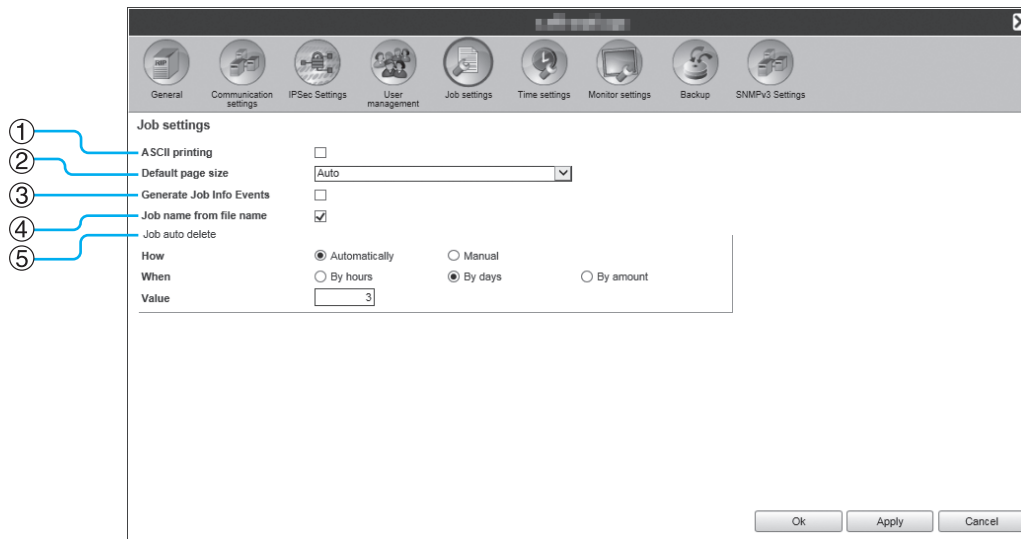 General
Communication settings
IPSec Settings
User management
Job settings
Time settings
Monitor settings
Backup
SNMPv3 Settings
Job settings
① ASCII printing
② Default page size Auto
③ Generate Job Info Events
④ Job name from file name
⑤ Job auto delete
How Automatically Manual
When By hours By days By amount
Value 3
Ok Apply Cancel